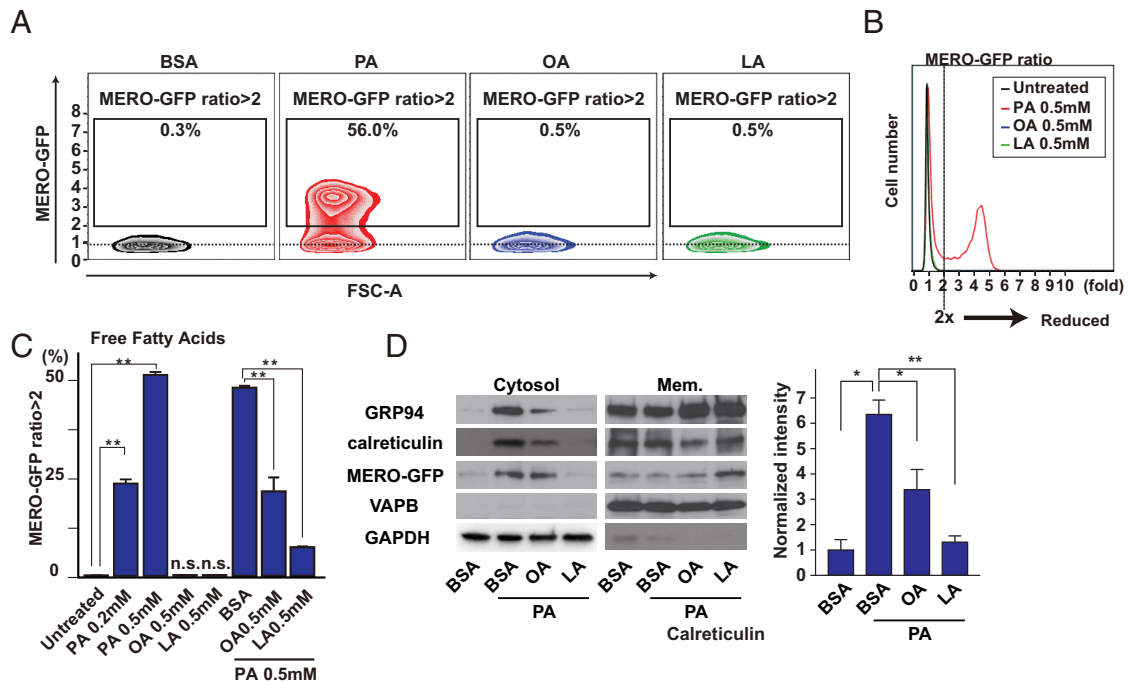 A
BSA
PA
OA
LA
MERO-GFP ratio>2
MERO-GFP ratio>2
MERO-GFP ratio>2
MERO-GFP ratio>2
0.3%
56.0%
0.5%
0.5%
MERO-GFP
8
7
6
5
4
3
2
1
0
FSC-A
B
MERO-GFP ratio
Untreated
PA 0.5mM
OA 0.5mM
LA 0.5mM
Cell number
0 1 2 3 4 5 6 7 8 9 10 (fold)
2x
Reduced
C
Free Fatty Acids
(%)
MERO-GFP ratio>2
50
25
0
**
**
**
**
n.s.
n.s.
Untreated
PA 0.2mM
PA 0.5mM
OA 0.5mM
LA 0.5mM
BSA
OA0.5mM
LA0.5mM
PA 0.5mM
D
Cytosol
Mem.
GRP94
calreticulin
MERO-GFP
VAPB
GAPDH
BSA
BSA
OA
LA
PA
BSA
BSA
OA
LA
PA
Calreticulin
Normalized intensity
7
6
5
4
3
2
1
0
*
**
*
BSA
BSA
OA
LA
PA